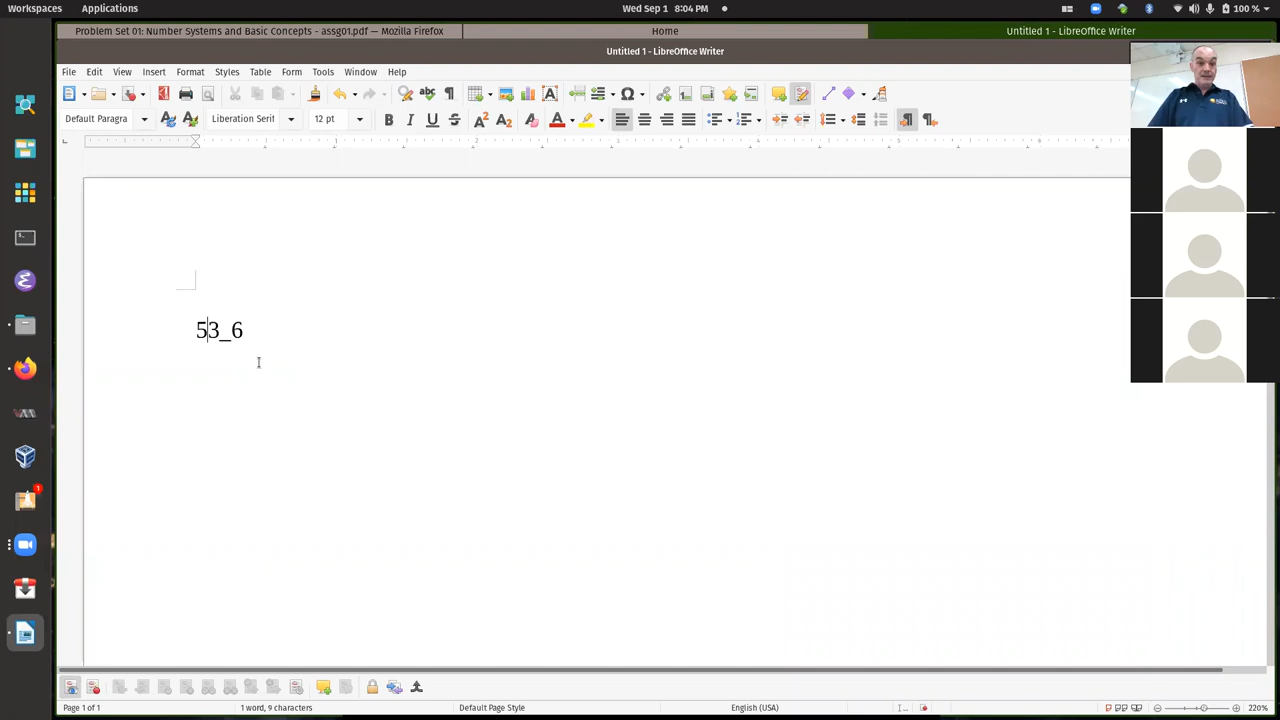 Workspaces Applications Wed Sep 1 8:04 PM 100 %
Problem Set 01: Number Systems and Basic Concepts - assg01.pdf — Mozilla Firefox Home Untitled 1 - LibreOffice Writer
Untitled 1 - LibreOffice Writer
File Edit View Insert Format Styles Table Form Tools Window Help
Default Paragra Liberation Serif 12 pt
53_6
Page 1 of 1 1 word, 9 characters Default Page Style English (USA) 220%